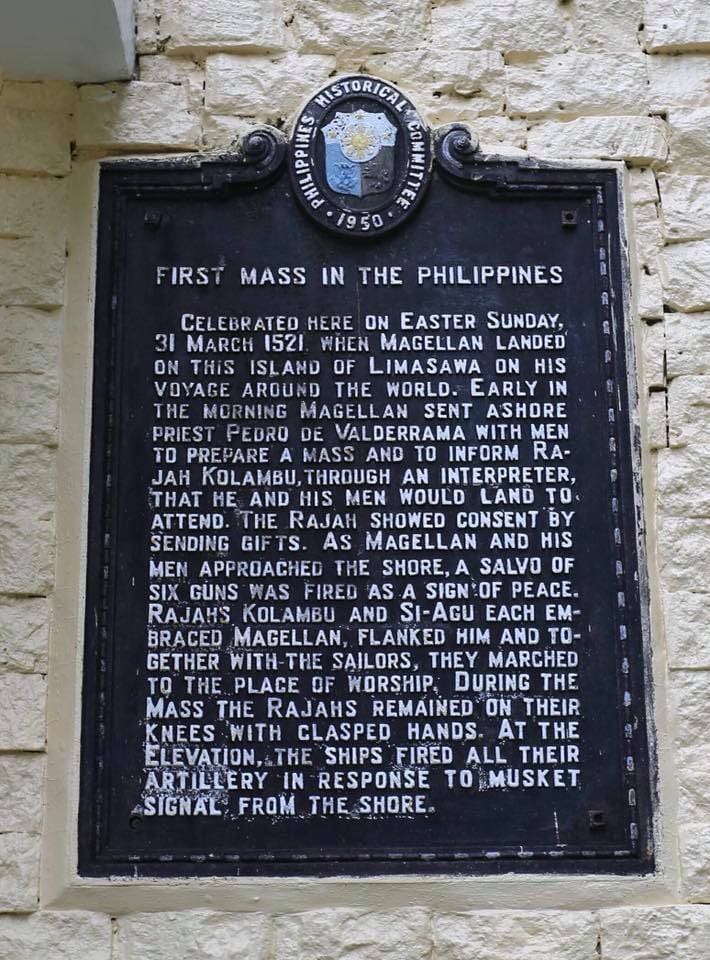 PHILIPPINES HISTORICAL COMMITTEE
· 1950 ·
FIRST MASS IN THE PHILIPPINES
CELEBRATED HERE ON EASTER SUNDAY,
31 MARCH 1521, WHEN MAGELLAN LANDED
ON THIS ISLAND OF LIMASAWA ON HIS
VOYAGE AROUND THE WORLD. EARLY IN
THE MORNING MAGELLAN SENT ASHORE
PRIEST PEDRO DE VALDERRAMA WITH MEN
TO PREPARE A MASS AND TO INFORM RA-
JAH KOLAMBU, THROUGH AN INTERPRETER,
THAT HE AND HIS MEN WOULD LAND TO
ATTEND. THE RAJAH SHOWED CONSENT BY
SENDING GIFTS. AS MAGELLAN AND HIS
MEN APPROACHED THE SHORE, A SALVO OF
SIX GUNS WAS FIRED AS A SIGN OF PEACE.
RAJAHS KOLAMBU AND SI-AGU EACH EM-
BRACED MAGELLAN, FLANKED HIM AND TO-
GETHER WITH THE SAILORS, THEY MARCHED
TO THE PLACE OF WORSHIP. DURING THE
MASS THE RAJAHS REMAINED ON THEIR
KNEES WITH CLASPED HANDS. AT THE
ELEVATION, THE SHIPS FIRED ALL THEIR
ARTILLERY IN RESPONSE TO MUSKET
SIGNAL FROM THE SHORE.